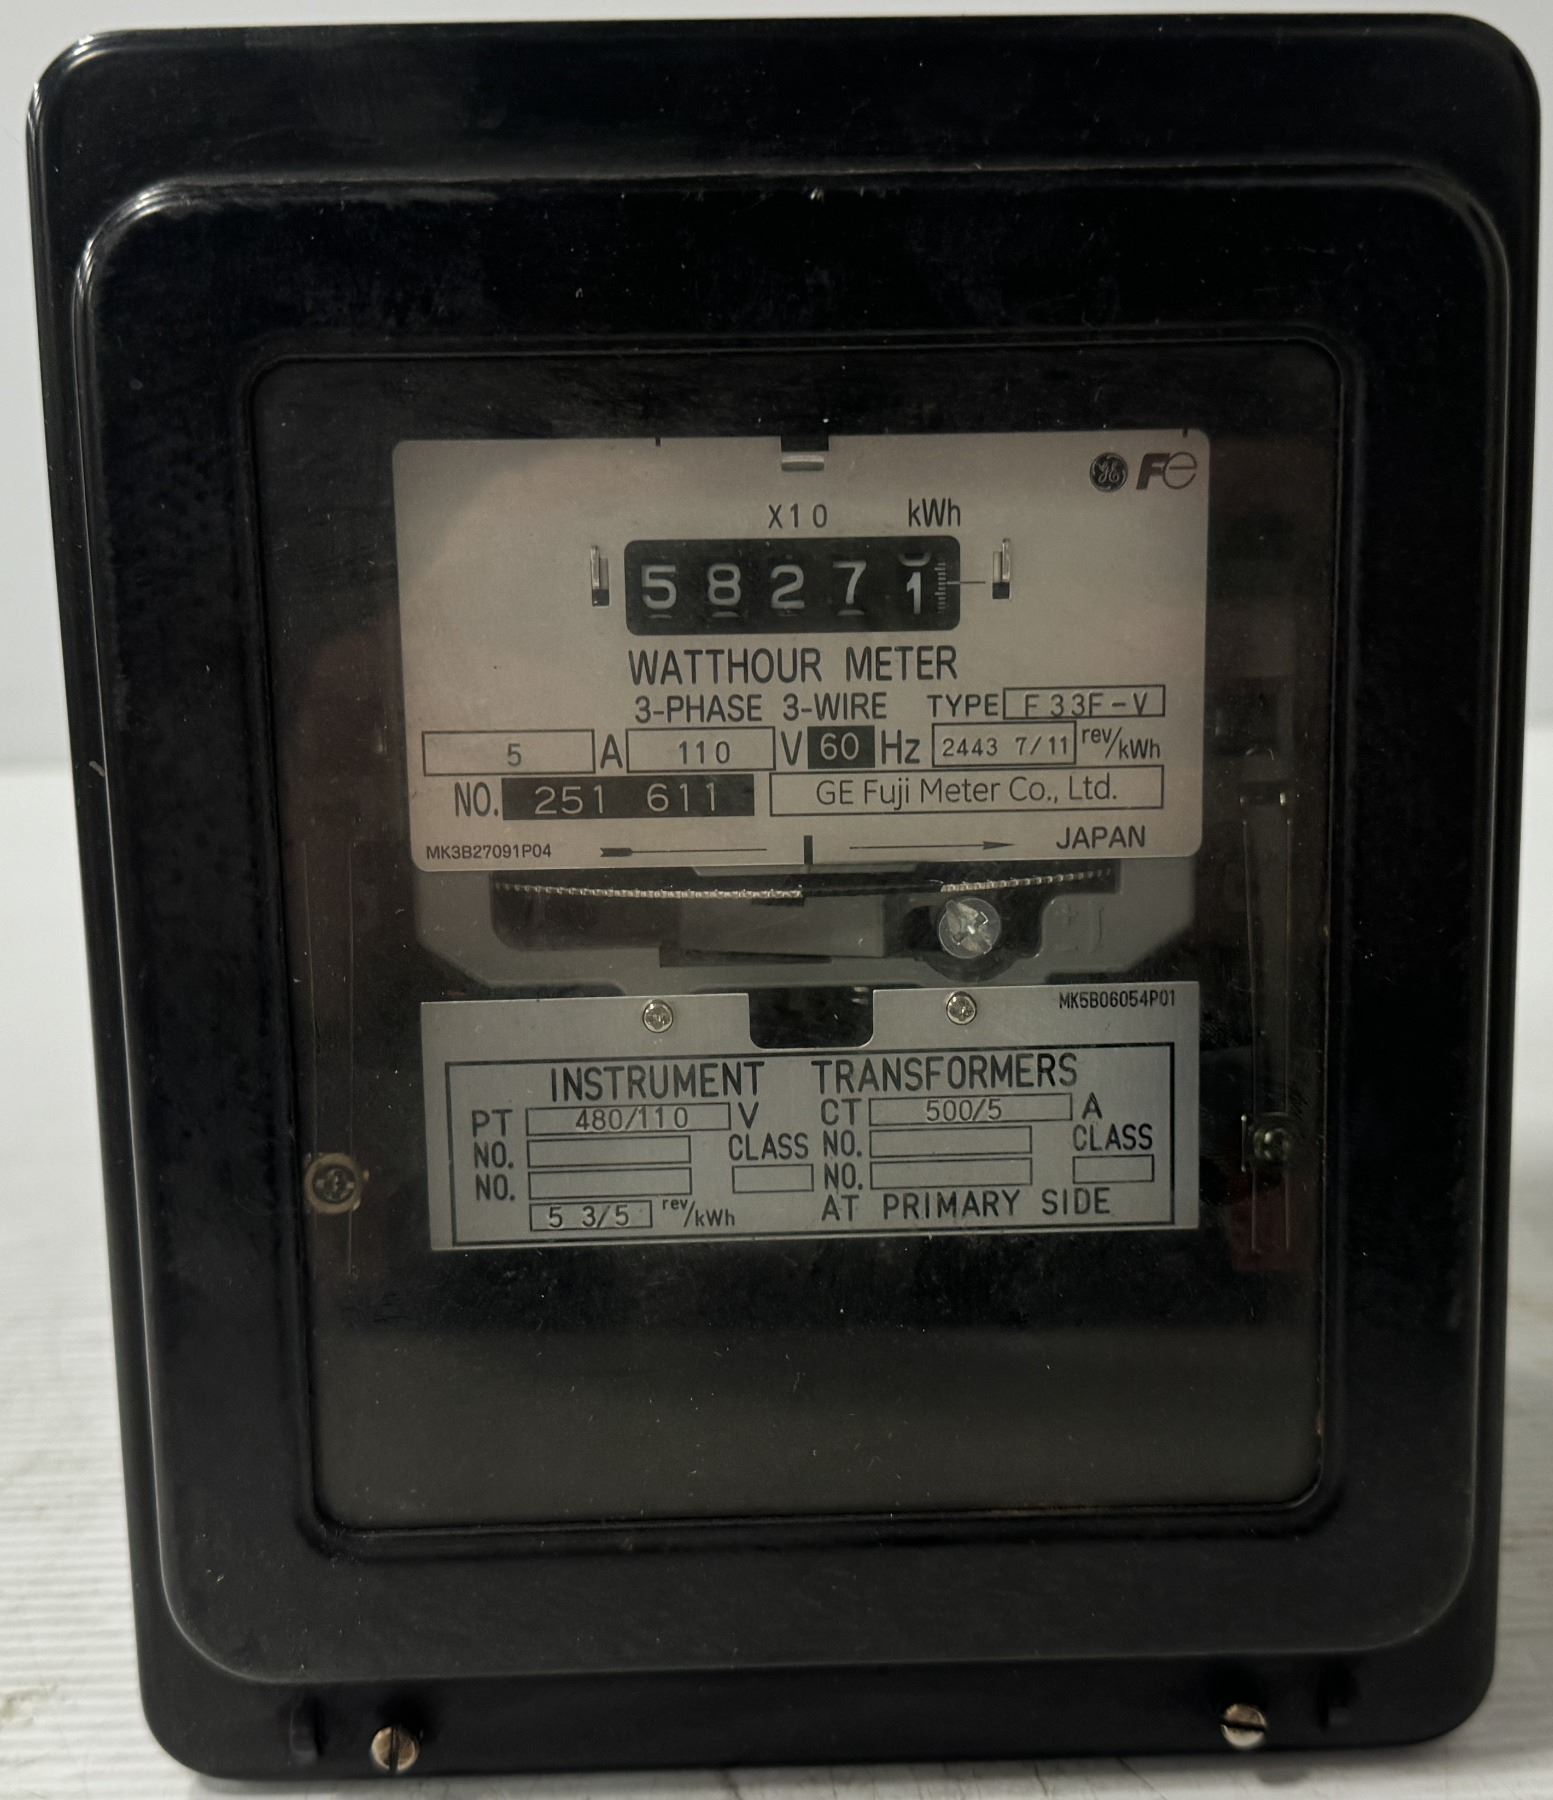 GE Fe
X10 kWh
58271
WATTHOUR METER
3-PHASE 3-WIRE TYPE F33F-V
5 A 110 V 60 Hz 2443 7/11 rev/kWh
NO. 251 611 GE Fuji Meter Co., Ltd.
MK3B27091P04 JAPAN
MK5B06054P01
INSTRUMENT TRANSFORMERS
PT 480/110 V CT 500/5 A
NO. CLASS NO. CLASS
NO. NO.
5 3/5 rev/kWh AT PRIMARY SIDE